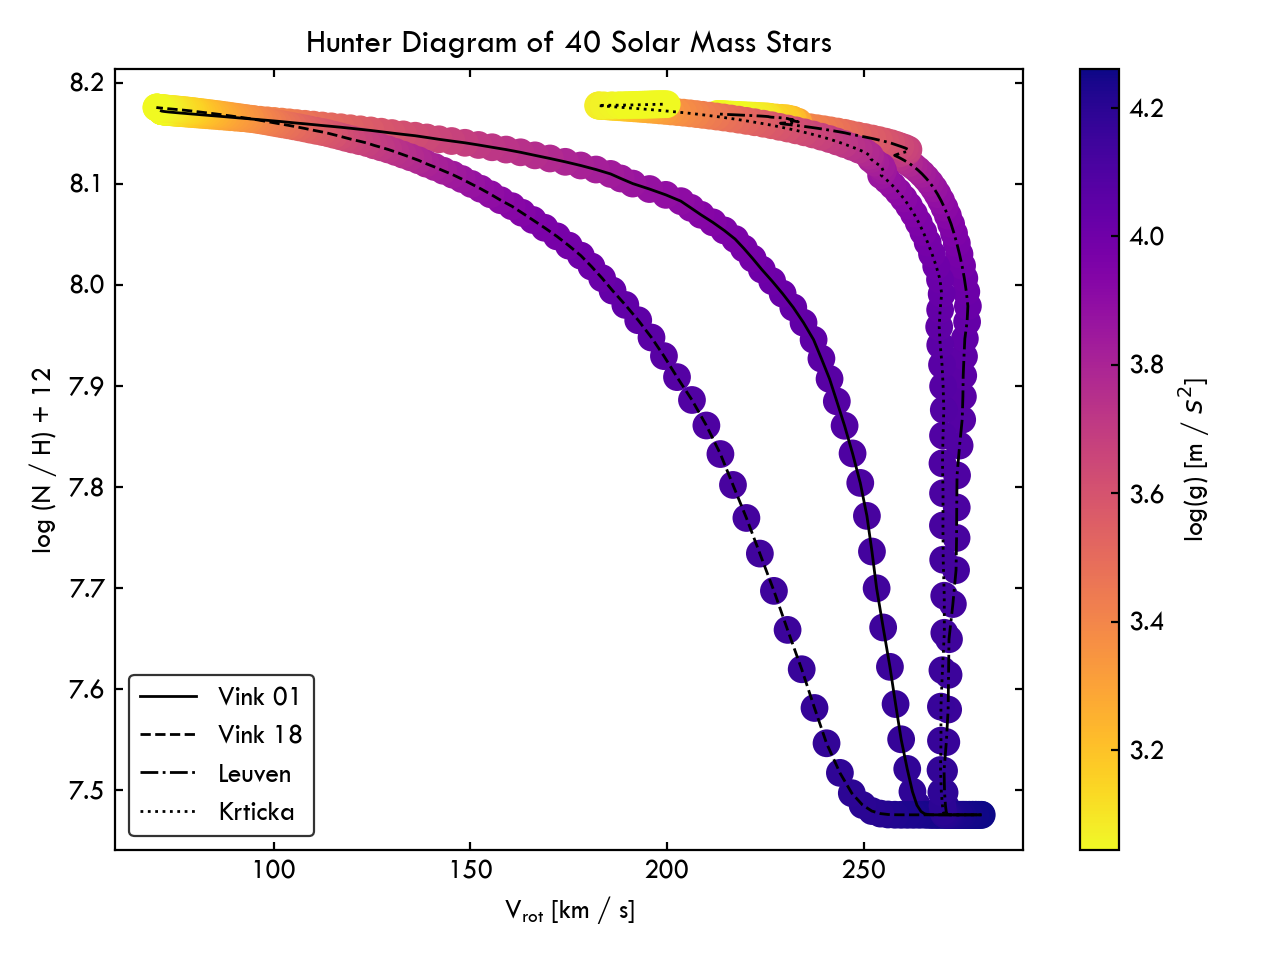 Hunter Diagram of 40 Solar Mass Stars
log (N / H) + 12
8.2
8.1
8.0
7.9
7.8
7.7
7.6
7.5
100
150
200
250
V_rot [km / s]
Vink 01
Vink 18
Leuven
Krticka
4.2
4.0
3.8
3.6
3.4
3.2
log(g) [m / s²]